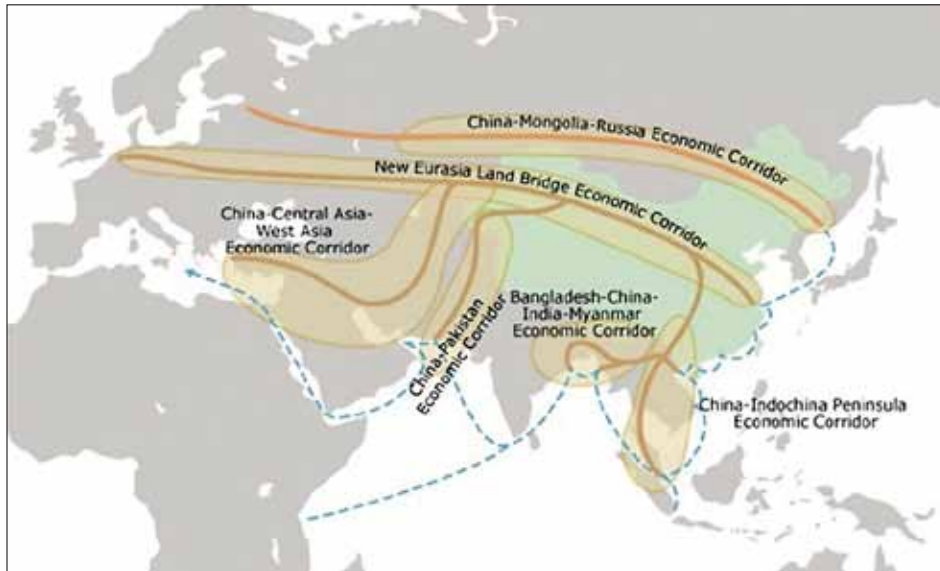 China-Mongolia-Russia Economic Corridor
New Eurasia Land Bridge Economic Corridor
China-Central Asia-
West Asia
Economic Corridor
Bangladesh-China-
India-Myanmar
Economic Corridor
China-Pakistan
Economic Corridor
China-Indochina Peninsula
Economic Corridor